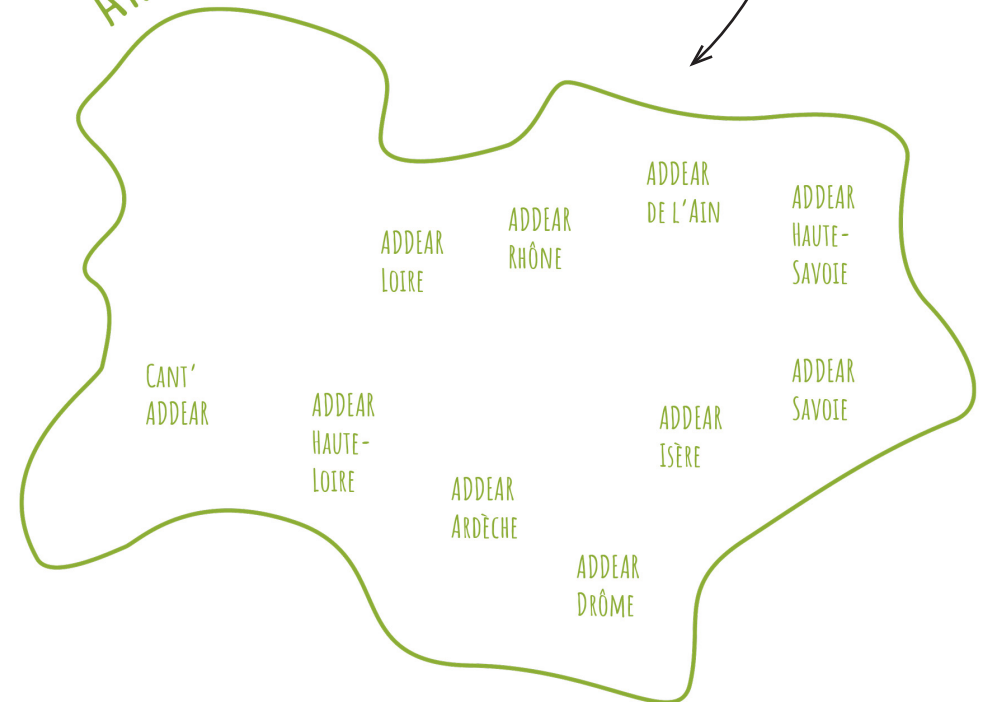 ADDEAR
DE L'AIN
ADDEAR
HAUTE-
SAVOIE
ADDEAR
RHÔNE
ADDEAR
LOIRE
CANT'
ADDEAR
ADDEAR
HAUTE-
LOIRE
ADDEAR
SAVOIE
ADDEAR
ISÈRE
ADDEAR
ARDÈCHE
ADDEAR
DRÔME